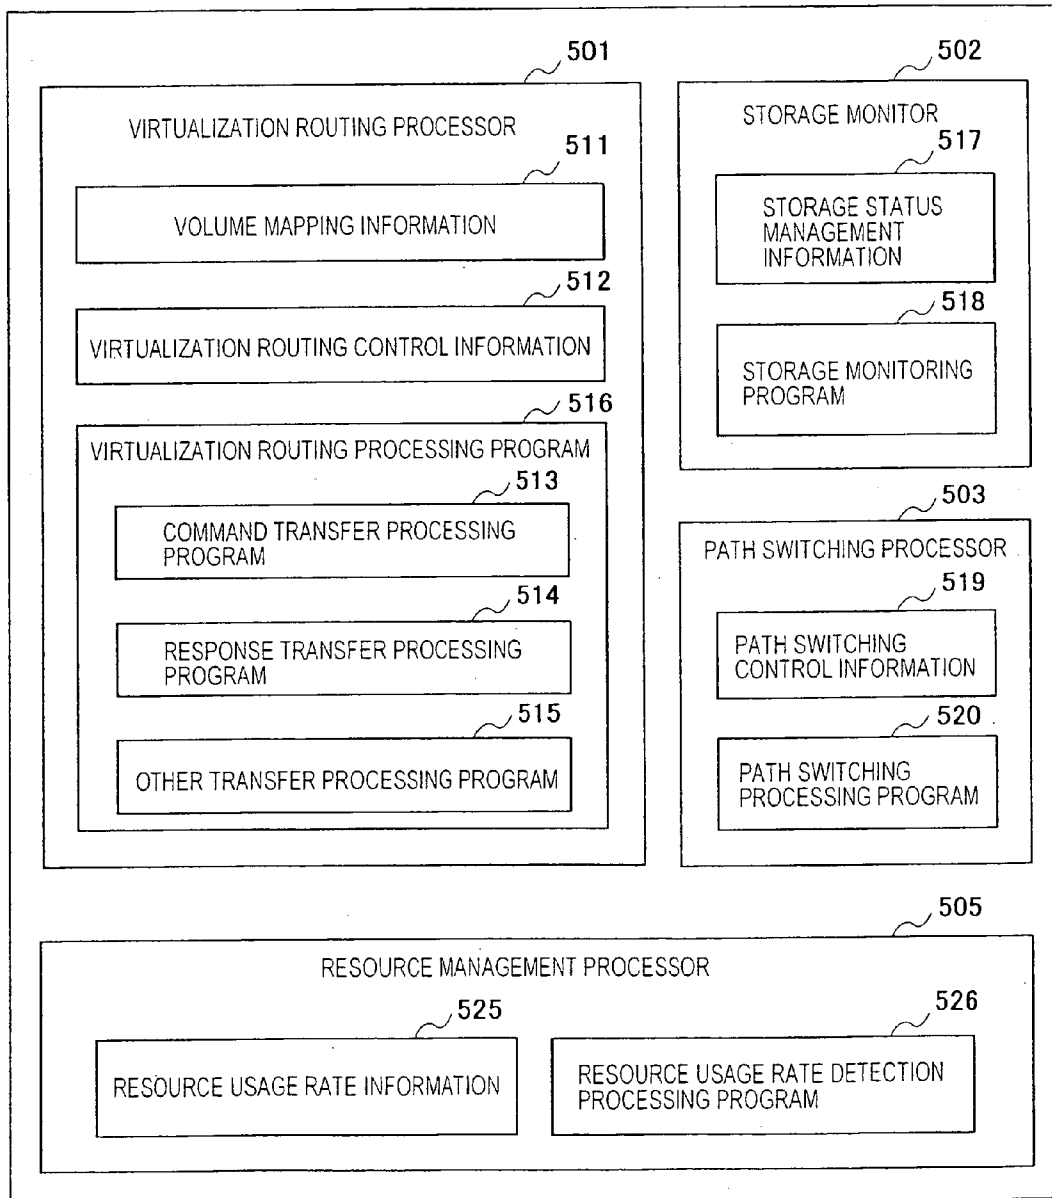 501
VIRTUALIZATION ROUTING PROCESSOR
511
VOLUME MAPPING INFORMATION
512
VIRTUALIZATION ROUTING CONTROL INFORMATION
516
VIRTUALIZATION ROUTING PROCESSING PROGRAM
513
COMMAND TRANSFER PROCESSING
PROGRAM
514
RESPONSE TRANSFER PROCESSING
PROGRAM
515
OTHER TRANSFER PROCESSING PROGRAM
502
STORAGE MONITOR
517
STORAGE STATUS
MANAGEMENT
INFORMATION
518
STORAGE MONITORING
PROGRAM
503
PATH SWITCHING PROCESSOR
519
PATH SWITCHING
CONTROL INFORMATION
520
PATH SWITCHING
PROCESSING PROGRAM
505
RESOURCE MANAGEMENT PROCESSOR
525
RESOURCE USAGE RATE INFORMATION
526
RESOURCE USAGE RATE DETECTION
PROCESSING PROGRAM